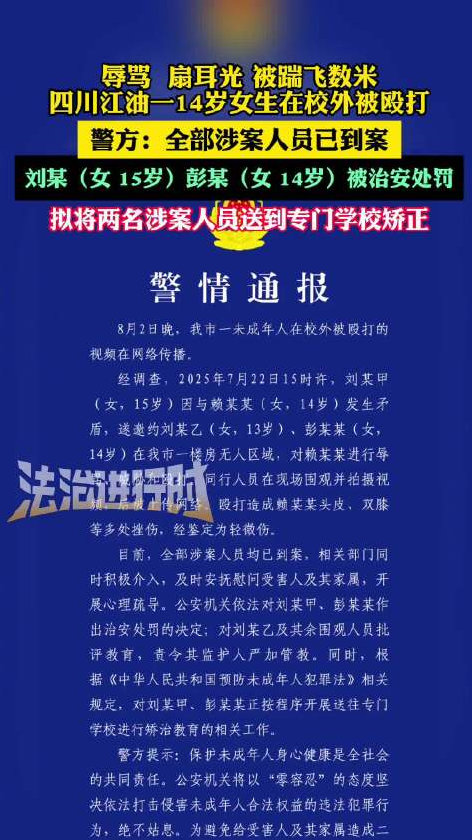 辱骂 扇耳光 被踹飞数米
四川江油一14岁女生在校外被殴打
警方：全部涉案人员已到案
刘某（女 15岁）彭某（女 14岁）被治安处罚
拟将两名涉案人员送到专门学校矫正
警情通报
8月2日晚，我市一未成年人在校外被殴打的
视频在网络传播。
经调查，2025年7月22日15时许，刘某甲
（女，15岁）因与赖某某（女，14岁）发生矛
盾，遂邀约刘某乙（女，13岁）、彭某某（女，
14岁）在我市一楼房无人区域，对赖某某进行辱
殴打。同行人员在现场围观并拍摄视
频，后被上传网络。殴打造成赖某某头皮、双膝
等多处挫伤，经鉴定为轻微伤。
法治进行时
目前，全部涉案人员均已到案，相关部门同
时积极介入，及时安抚慰问受害人及其家属，开
展心理疏导。公安机关依法对刘某甲、彭某某作
出治安处罚的决定；对刘某乙及其余围观人员批
评教育，责令其监护人严加管教。同时，根
据《中华人民共和国预防未成年人犯罪法》相关
规定，对刘某甲、彭某某正按程序开展送往专门
学校进行矫治教育的相关工作。
警方提示：保护未成年人身心健康是全社会
的共同责任。公安机关将以“零容忍”的态度坚
决依法打击侵害未成年人合法权益的违法犯罪行
为，绝不姑息。为避免给受害人及其家属造成二